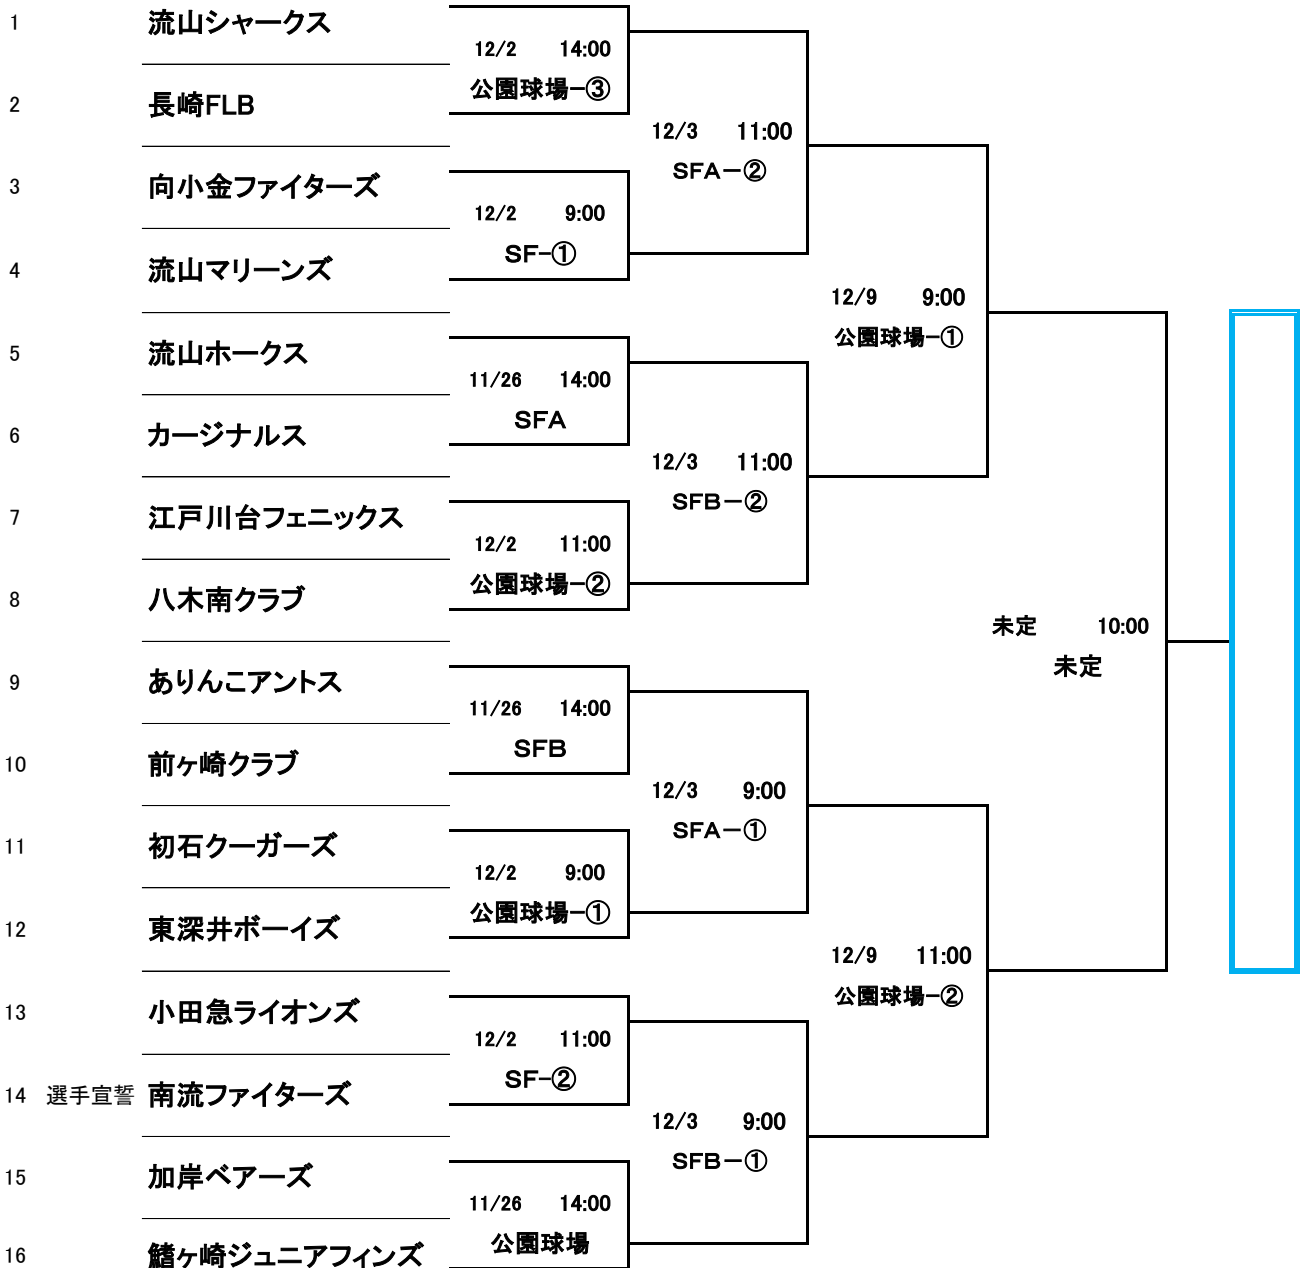 1 流山シャークス
12/2 14:00
公園球場-③
2 長崎FLB
12/3 11:00
SFA-②
3 向小金ファイターズ
12/2 9:00
SF-①
4 流山マリーンズ
12/9 9:00
公園球場-①
5 流山ホークス
11/26 14:00
SFA
6 カージナルス
12/3 11:00
SFB-②
7 江戸川台フェニックス
12/2 11:00
公園球場-②
8 八木南クラブ
未定 10:00
未定
9 ありんこアントス
11/26 14:00
SFB
10 前ヶ崎クラブ
12/3 9:00
SFA-①
11 初石クーガーズ
12/2 9:00
公園球場-①
12 東深井ボーイズ
12/9 11:00
公園球場-②
13 小田急ライオンズ
12/2 11:00
SF-②
14 選手宣誓 南流ファイターズ
12/3 9:00
SFB-①
15 加岸ベアーズ
11/26 14:00
公園球場
16 鰭ヶ崎ジュニアフィンズ